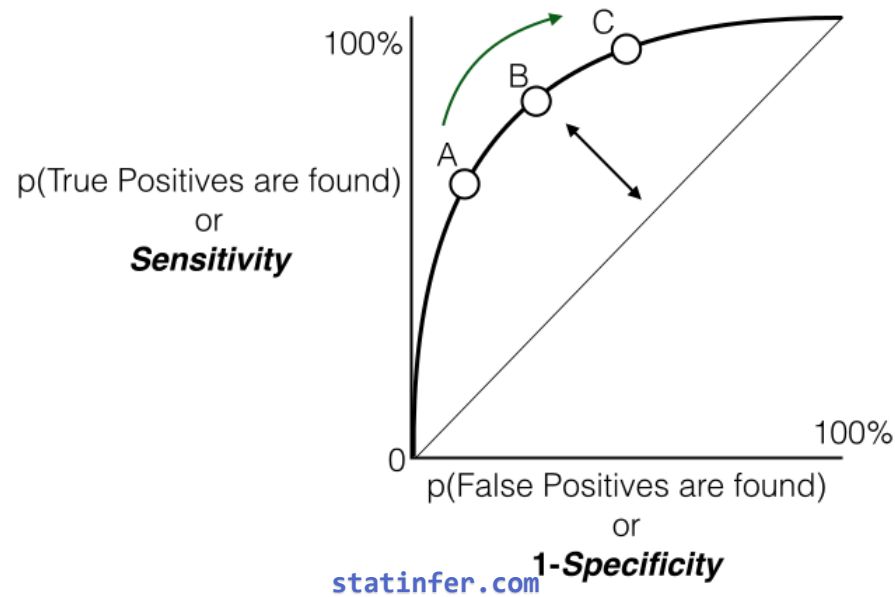 100%
C
B
A
p(True Positives are found)
or
Sensitivity
100%
0
p(False Positives are found)
or
1-Specificity
statinfer.com